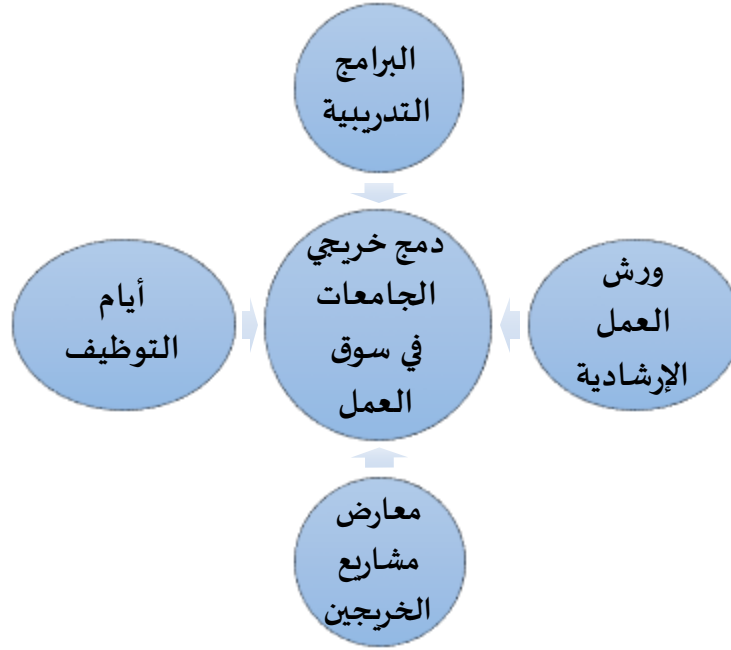 البرامج
التدريبية
دمج خريجي
الجامعات
في سوق
العمل
ورش
العمل
الإرشادية
أيام
التوظيف
معارض
مشاريع
الخريجين